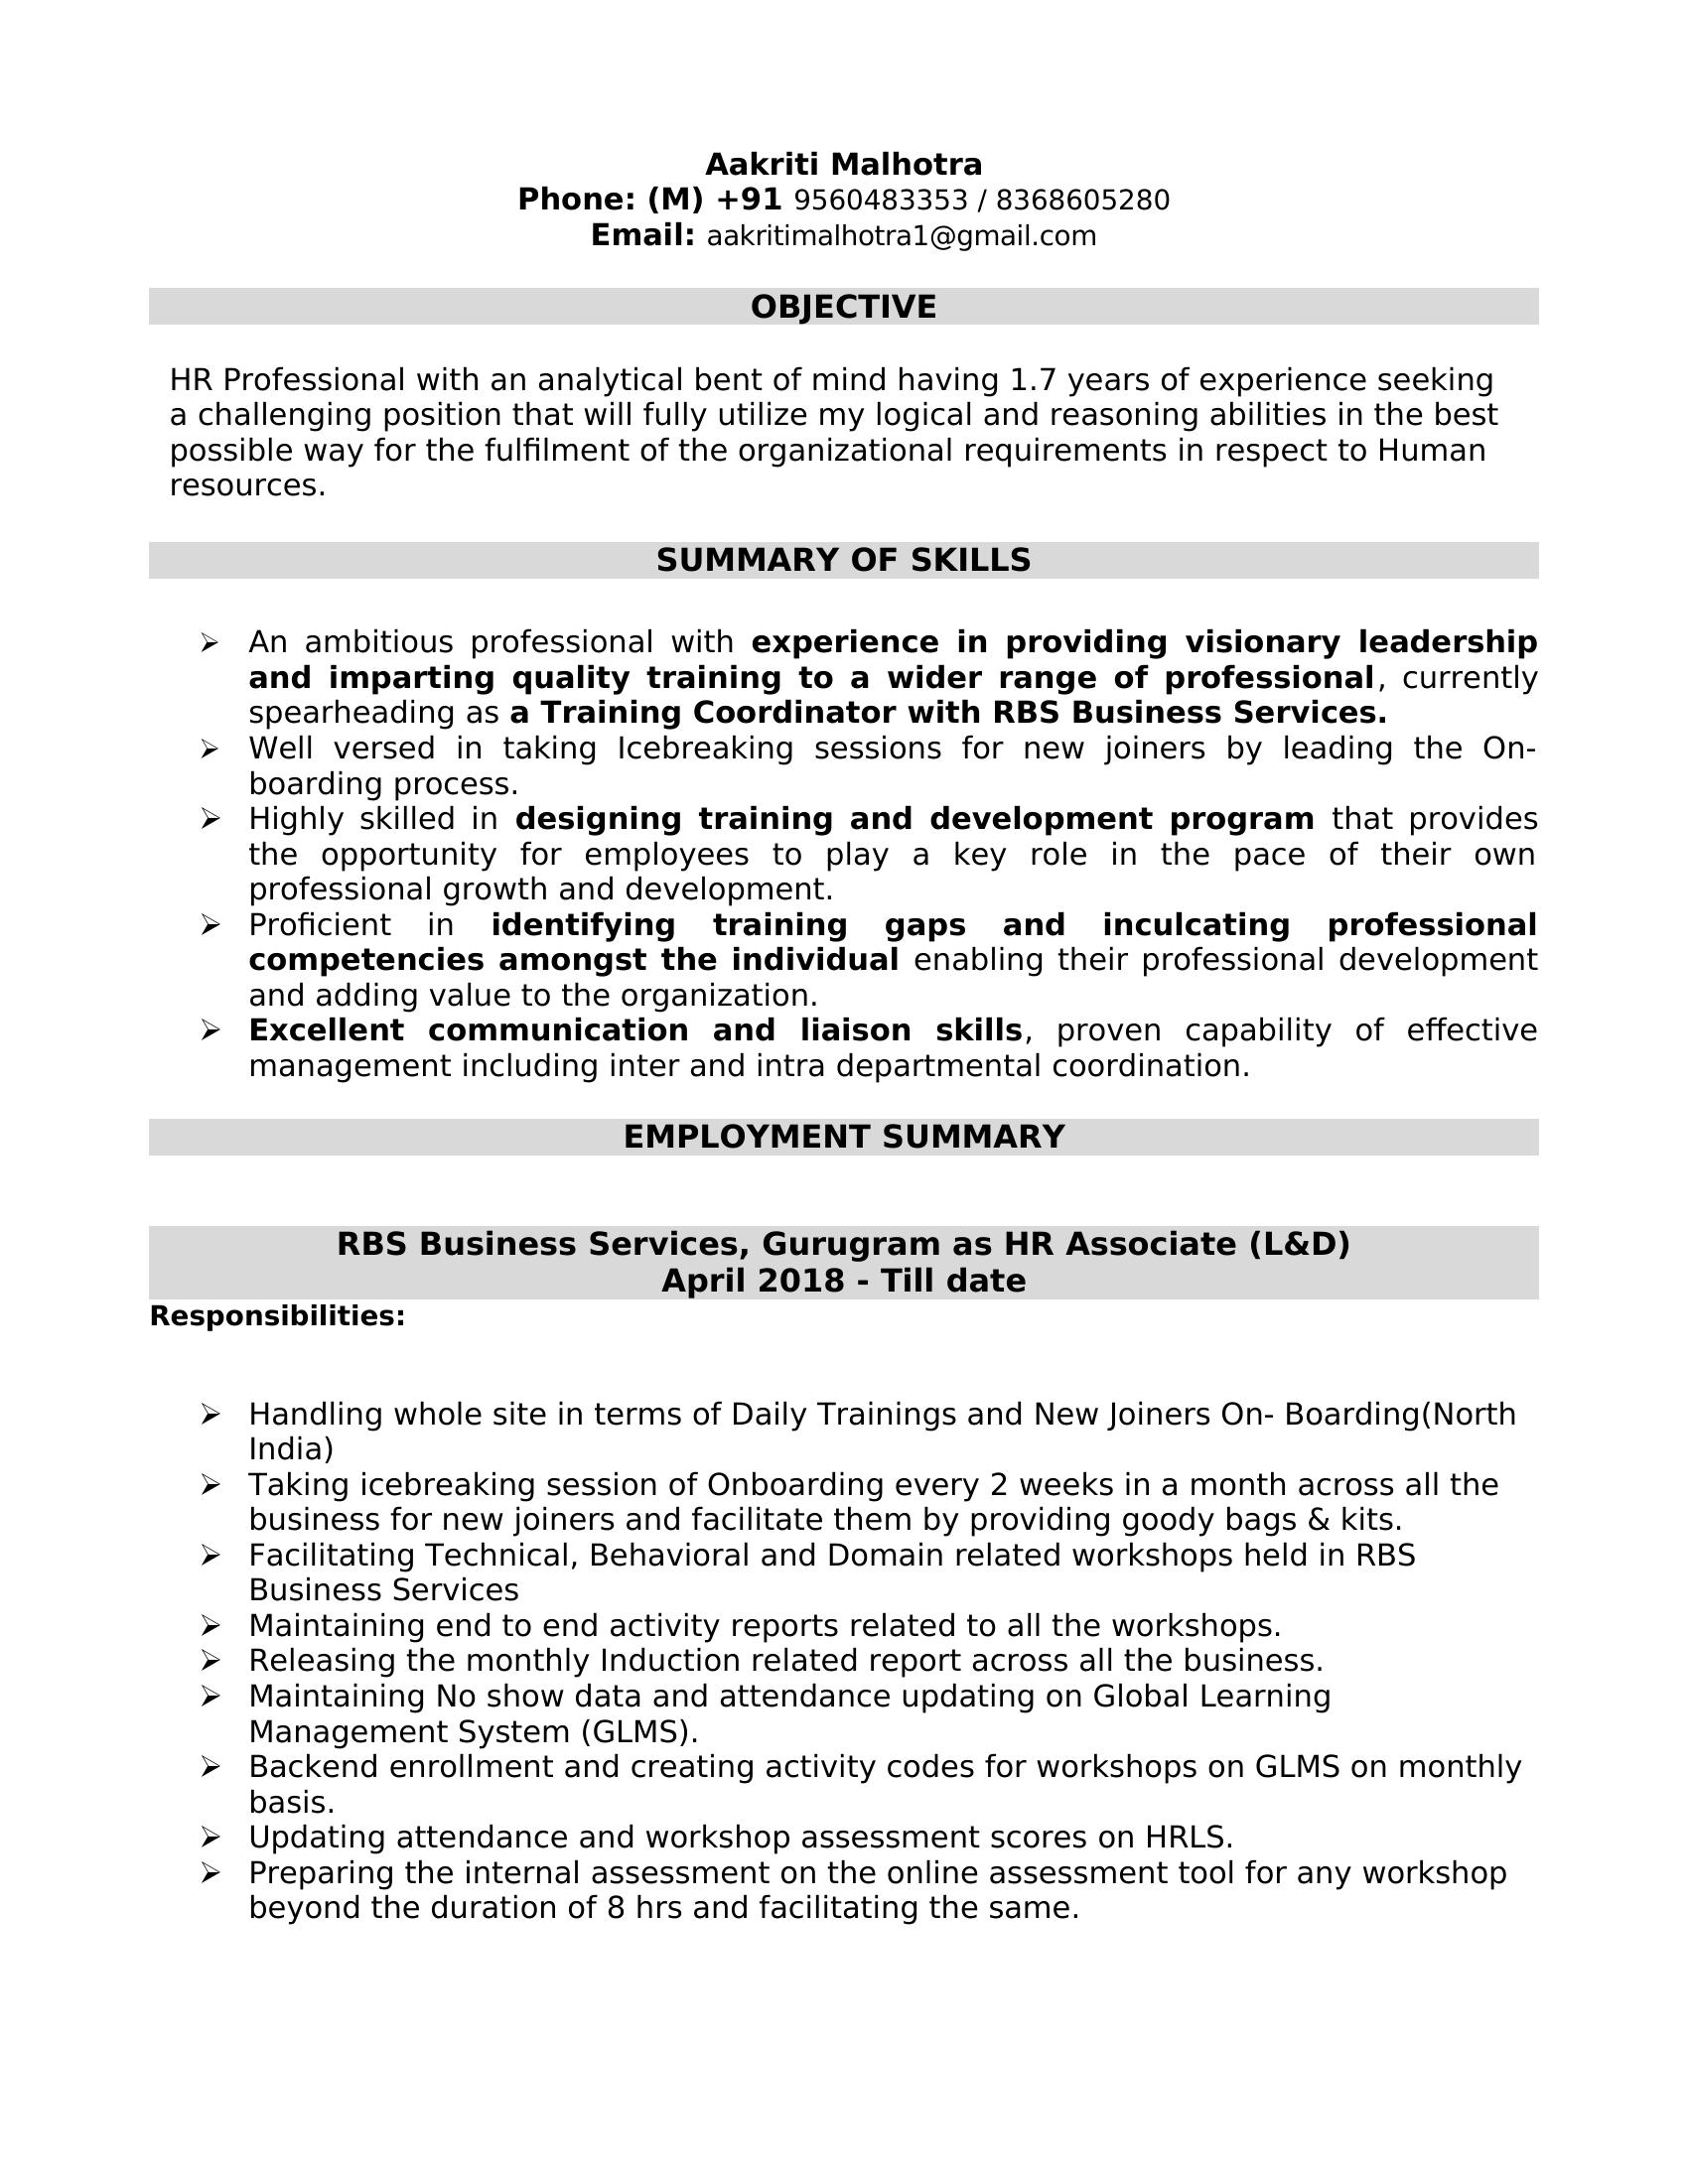 Aakriti Malhotra
Phone: (M) +91 9560483353 / 8368605280
Email: aakritimalhotra1@gmail.com
OBJECTIVE
HR Professional with an analytical bent of mind having 1.7 years of experience seeking
a challenging position that will fully utilize my logical and reasoning abilities in the best
possible way for the fulfilment of the organizational requirements in respect to Human
resources.
SUMMARY OF SKILLS
➢ An ambitious professional with experience in providing visionary leadership
and imparting quality training to a wider range of professional, currently
spearheading as a Training Coordinator with RBS Business Services.
➢ Well versed in taking Icebreaking sessions for new joiners by leading the On-
boarding process.
➢ Highly skilled in designing training and development program that provides
the opportunity for employees to play a key role in the pace of their own
professional growth and development.
➢ Proficient in identifying training gaps and inculcating professional
competencies amongst the individual enabling their professional development
and adding value to the organization.
➢ Excellent communication and liaison skills, proven capability of effective
management including inter and intra departmental coordination.
EMPLOYMENT SUMMARY
RBS Business Services, Gurugram as HR Associate (L&D)
April 2018 - Till date
Responsibilities:
➢ Handling whole site in terms of Daily Trainings and New Joiners On- Boarding(North
India)
➢ Taking icebreaking session of Onboarding every 2 weeks in a month across all the
business for new joiners and facilitate them by providing goody bags & kits.
➢ Facilitating Technical, Behavioral and Domain related workshops held in RBS
Business Services
➢ Maintaining end to end activity reports related to all the workshops.
➢ Releasing the monthly Induction related report across all the business.
➢ Maintaining No show data and attendance updating on Global Learning
Management System (GLMS).
➢ Backend enrollment and creating activity codes for workshops on GLMS on monthly
basis.
➢ Updating attendance and workshop assessment scores on HRLS.
➢ Preparing the internal assessment on the online assessment tool for any workshop
beyond the duration of 8 hrs and facilitating the same.